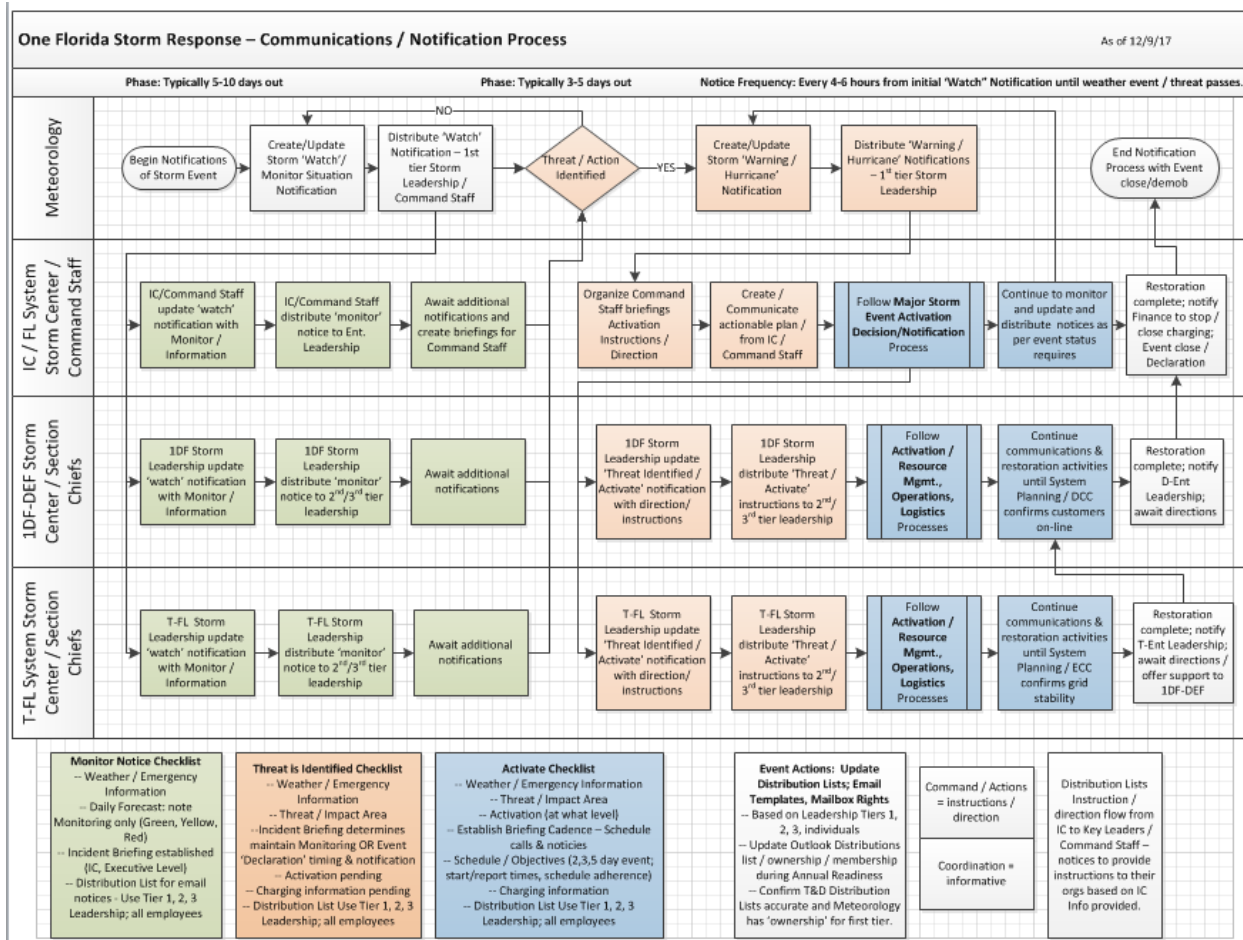 One Florida Storm Response – Communications / Notification Process
As of 12/9/17
Phase: Typically 5-10 days out
Phase: Typically 3-5 days out
Notice Frequency: Every 4-6 hours from initial 'Watch" Notification until weather event / threat passes.
Meteorology
Begin Notifications
of Storm Event
Create/Update
Storm 'Watch'/
Monitor Situation
Notification
Distribute 'Watch'
Notification – 1st
tier Storm
Leadership /
Command Staff
NO
Threat / Action
Identified
YES
Create/Update
Storm 'Warning /
Hurricane'
Notification
Distribute 'Warning /
Hurricane' Notifications
– 1st tier Storm
Leadership
End Notification
Process with Event
close/demob
IC / FL System
Storm Center /
Command Staff
IC/Command Staff
update 'watch'
notification with
Monitor /
Information
IC/Command Staff
distribute 'monitor'
notice to Ent.
Leadership
Await additional
notifications and
create briefings for
Command Staff
Organize Command
Staff briefings
Activation
Instructions /
Direction
Create /
Communicate
actionable plan /
from IC /
Command Staff
Follow Major Storm
Event Activation
Decision/Notification
Process
Continue to monitor
and update and
distribute notices as
per event status
requires
Restoration
complete; notify
Finance to stop /
close charging;
Event close /
Declaration
1DF-DEF Storm
Center / Section
Chiefs
1DF Storm
Leadership update
'watch' notification
with Monitor /
Information
1DF Storm
Leadership
distribute 'monitor'
notice to 2nd/3rd tier
leadership
Await additional
notifications
1DF Storm
Leadership update
'Threat Identified /
Activate' notification
with direction/
instructions
1DF Storm
Leadership
distribute 'Threat /
Activate'
instructions to 2nd/
3rd tier leadership
Follow
Activation /
Resource
Mgmt.,
Operations,
Logistics
Processes
Continue
communications &
restoration activities
until System
Planning / DCC
confirms customers
on-line
Restoration
complete; notify
D-Ent
Leadership;
await directions
T-FL System Storm
Center / Section
Chiefs
T-FL Storm
Leadership update
'watch' notification
with Monitor /
Information
T-FL Storm
Leadership
distribute 'monitor'
notice to 2nd/3rd tier
leadership
Await additional
notifications
T-FL Storm
Leadership update
'Threat Identified /
Activate' notification
with direction/
instructions
T-FL Storm
Leadership
distribute 'Threat /
Activate'
instructions to 2nd/
3rd tier leadership
Follow
Activation /
Resource
Mgmt.,
Operations,
Logistics
Processes
Continue
communications &
restoration activities
until System
Planning / ECC
confirms grid
stability
Restoration
complete; notify
T-Ent Leadership;
await directions /
offer support to
1DF-DEF
Monitor Notice Checklist
-- Weather / Emergency
Information
-- Daily Forecast: note
Monitoring only (Green, Yellow,
Red)
-- Incident Briefing established
(IC, Executive Level)
-- Distribution List for email
notices - Use Tier 1, 2, 3
Leadership; all employees
Threat is Identified Checklist
-- Weather / Emergency
Information
-- Threat / Impact Area
--Incident Briefing determines
maintain Monitoring OR Event
'Declaration' timing & notification
-- Activation pending
-- Charging information pending
-- Distribution List Use Tier 1, 2, 3
Leadership; all employees
Activate Checklist
-- Weather / Emergency Information
-- Threat / Impact Area
-- Activation (at what level)
-- Establish Briefing Cadence – Schedule
calls & noticies
-- Schedule / Objectives (2,3,5 day event;
start/report times, schedule adherence)
-- Charging information
-- Distribution List Use Tier 1, 2, 3
Leadership; all employees
Event Actions: Update
Distribution Lists; Email
Templates, Mailbox Rights
-- Based on Leadership Tiers 1,
2, 3, individuals
-- Update Outlook Distributions
list / ownership / membership
during Annual Readiness
-- Confirm T&D Distribution
Lists accurate and Meteorology
has 'ownership' for first tier.
Command / Actions
= instructions /
direction
Coordination =
informative
Distribution Lists
Instruction /
direction flow from
IC to Key Leaders /
Command Staff –
notices to provide
instructions to their
orgs based on IC
Info provided.